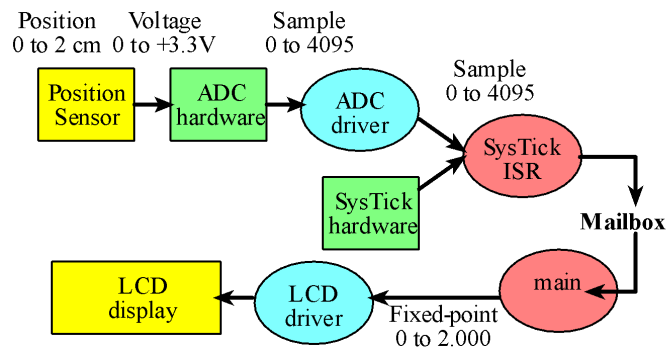 Position
0 to 2 cm
Voltage
0 to +3.3V
Sample
0 to 4095
Sample
0 to 4095
Position
Sensor
ADC
hardware
ADC
driver
SysTick
ISR
SysTick
hardware
Mailbox
LCD
display
LCD
driver
Fixed-point
0 to 2.000
main